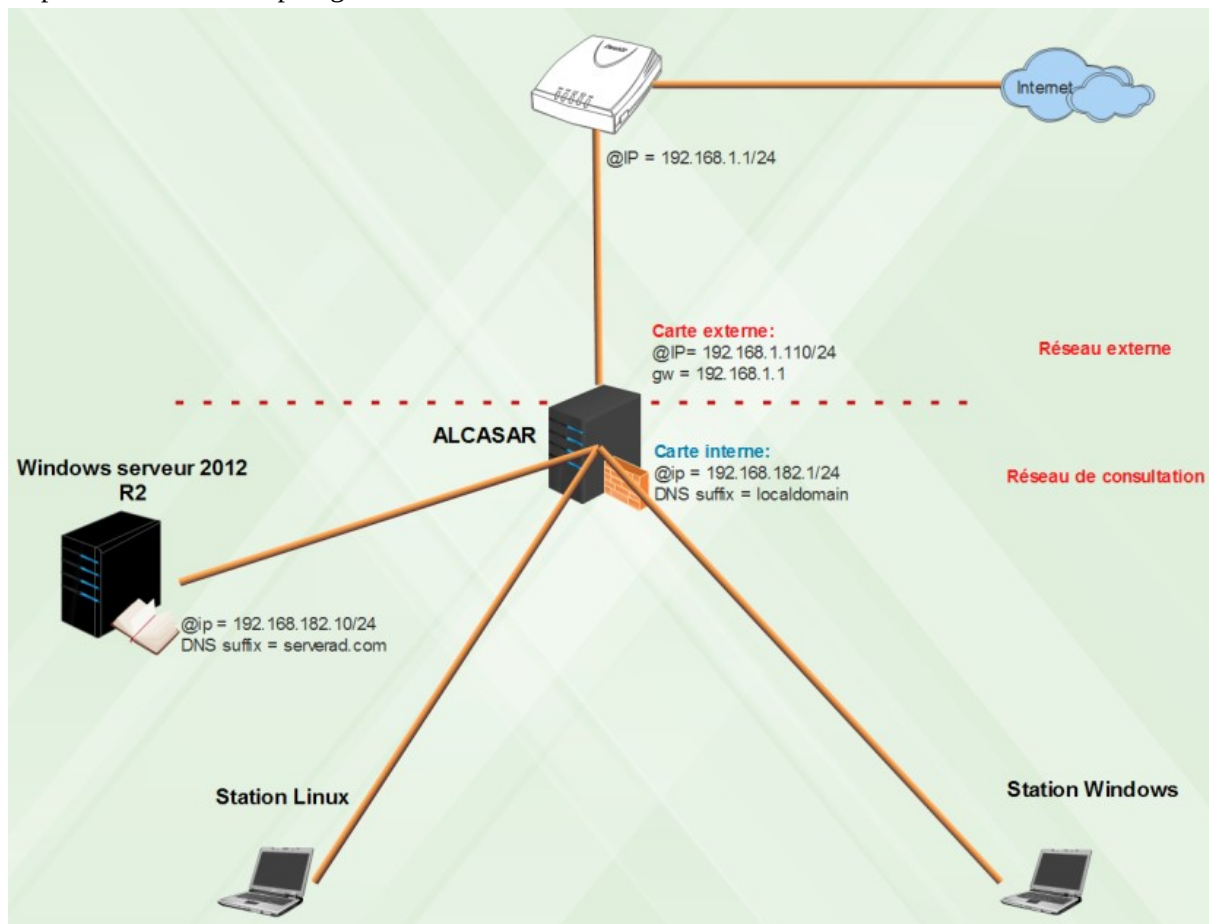 Internet
@IP = 192.168.1.1/24
Carte externe:
@IP= 192.168.1.110/24
gw = 192.168.1.1
Réseau externe
ALCASAR
Carte interne:
@ip = 192.168.182.1/24
DNS suffix = localdomain
Réseau de consultation
Windows serveur 2012
R2
@ip = 192.168.182.10/24
DNS suffix = serverad.com
Station Linux
Station Windows